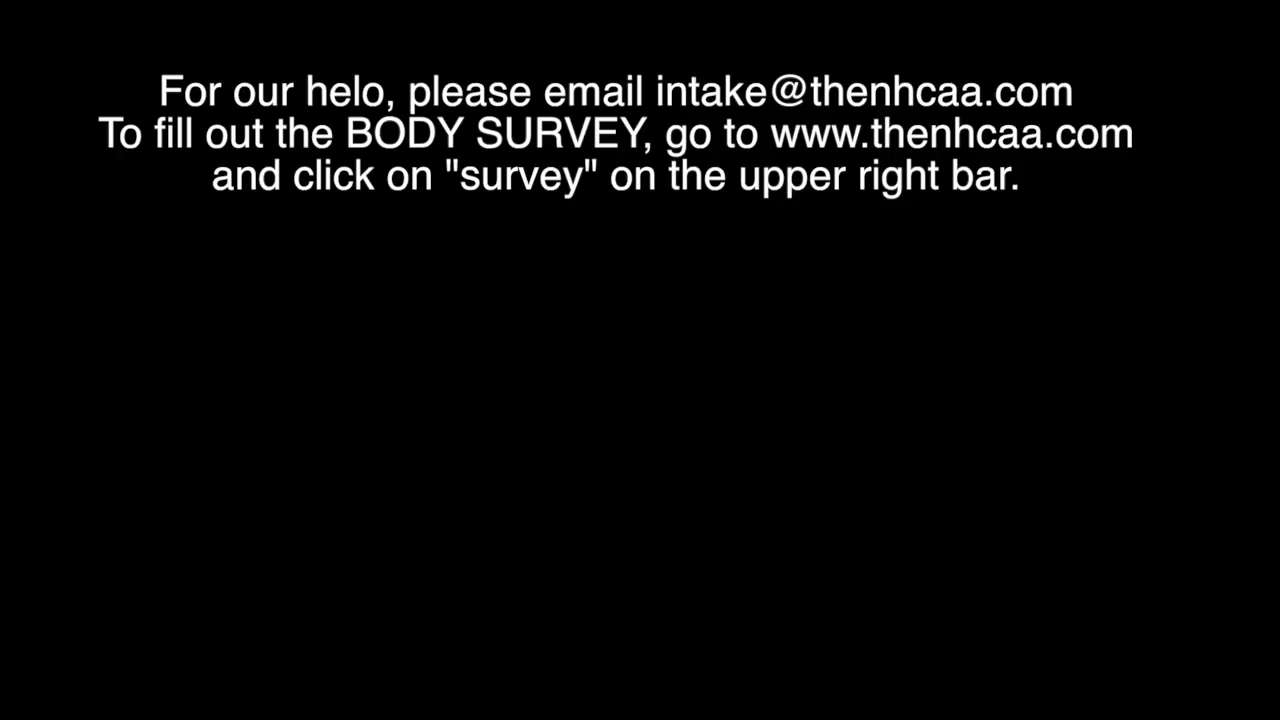 For our helo, please email intake@thenhcaa.com
To fill out the BODY SURVEY, go to www.thenhcaa.com
and click on "survey" on the upper right bar.